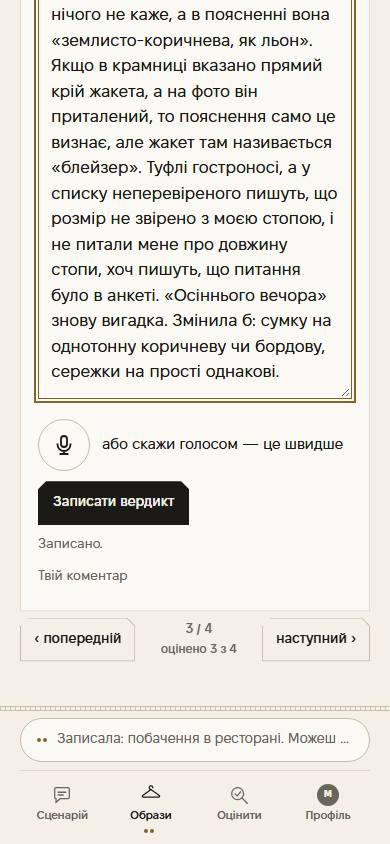 нічого не каже, а в поясненні вона
«землисто-коричнева, як льон».
Якщо в крамниці вказано прямий
крій жакета, а на фото він
приталений, то пояснення само це
визнає, але жакет там називається
«блейзер». Туфлі гостроносі, а у
списку неперевіреного пишуть, що
розмір не звірено з моєю стопою, і
не питали мене про довжину
стопи, хоч пишуть, що питання
було в анкеті. «Осіннього вечора»
знову вигадка. Змінила б: сумку на
однотонну коричневу чи бордову,
сережки на прості однакові.
або скажи голосом — це швидше
Записати вердикт
Записано.
Твій коментар
‹ попередній
3 / 4
оцінено 3 з 4
наступний ›
Записала: побачення в ресторані. Можеш ...
Сценарій
Образи
Оцінити
М
Профіль